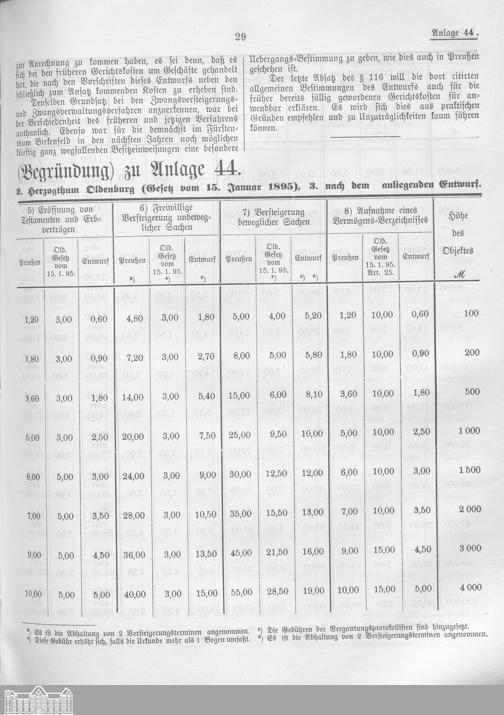 29
Anlage 44.
zur Anrechnung zu kommen haben, es sei denn, daß es
sich bei den früheren Gerichtskosten um Geschäfte gehandelt
hat, die nach den Vorschriften dieses Entwurfs neben den
schließlich zum Ansatz kommenden Kosten zu erheben sind.
Denselben Grundsatz bei den Zwangsversteigerungs-
und Zwangsverwaltungsverfahren anzuerkennen, war bei
der Verschiedenheit des früheren und jetzigen Verfahrens
unthunlich. Ebenso war für die demnächst im Fürsten-
tum Birkenfeld in den nächsten Jahren noch möglichen
künftig ganz wegfallenden Besitzeinweisungen eine besondere
Uebergangs-Bestimmung zu geben, wie dies auch in Preußen
geschehen ist.
Der letzte Absatz des § 116 will die dort citirten
allgemeinen Bestimmungen des Entwurfs auch für die
früher bereits fällig gewordenen Gerichtskosten für an-
wendbar erklären. Es wird sich dies aus praktischen
Gründen empfehlen und zu Unzuträglichkeiten kaum führen
können.
(Begründung) zu Anlage 44.
2. Herzogthum Oldenburg (Gesetz vom 15. Januar 1895), 3. nach dem anliegenden Entwurf.
5) Eröffnung von Testamenten und Erb-verträgen
6) Freiwillige Versteigerung unbeweg-licher Sachen
7) Versteigerung beweglicher Sachen
8) Aufnahme eines Vermögens-Verzeichnisses
Höhe des Objektes
Preußen Old. Gesetz vom 15. 1. 95. Entwurf Preußen Old. Gesetz vom 15. 1. 95. Entwurf Preußen Old. Gesetz vom 15. 1. 95. Entwurf Preußen Old. Gesetz vom 15. 1. 95. Art. 25. Entwurf M
1,20 3,00 0,60 4,80 3,00 1,80 5,00 4,00 5,20 1,20 10,00 0,60 100
1,80 3,00 0,90 7,20 3,00 2,70 8,00 5,00 5,80 1,80 10,00 0,90 200
3,60 3,00 1,80 14,00 3,00 5,40 15,00 6,00 8,10 3,60 10,00 1,80 500
5,00 3,00 2,50 20,00 3,00 7,50 25,00 9,50 10,00 5,00 10,00 2,50 1 000
6,00 5,00 3,00 24,00 3,00 9,00 30,00 12,50 12,00 6,00 10,00 3,00 1 500
7,00 5,00 3,50 28,00 3,00 10,50 35,00 15,50 13,00 7,00 10,00 3,50 2 000
9,00 5,00 4,50 36,00 3,00 13,50 45,00 21,50 16,00 9,00 15,00 4,50 3 000
10,00 5,00 5,00 40,00 3,00 15,00 55,00 28,50 19,00 10,00 15,00 5,00 4 000
Es ist die Abhaltung von 2 Versteigerungsterminen angenommen.
Diese Gebühr erhöht sich, falls die Urkunde mehr als 1 Bogen umfaßt.
Die Gebühren der Vergantungsprotokollisten sind hinzugesetzt.
Es ist die Abhaltung von 2 Versteigerungsterminen angenommen.